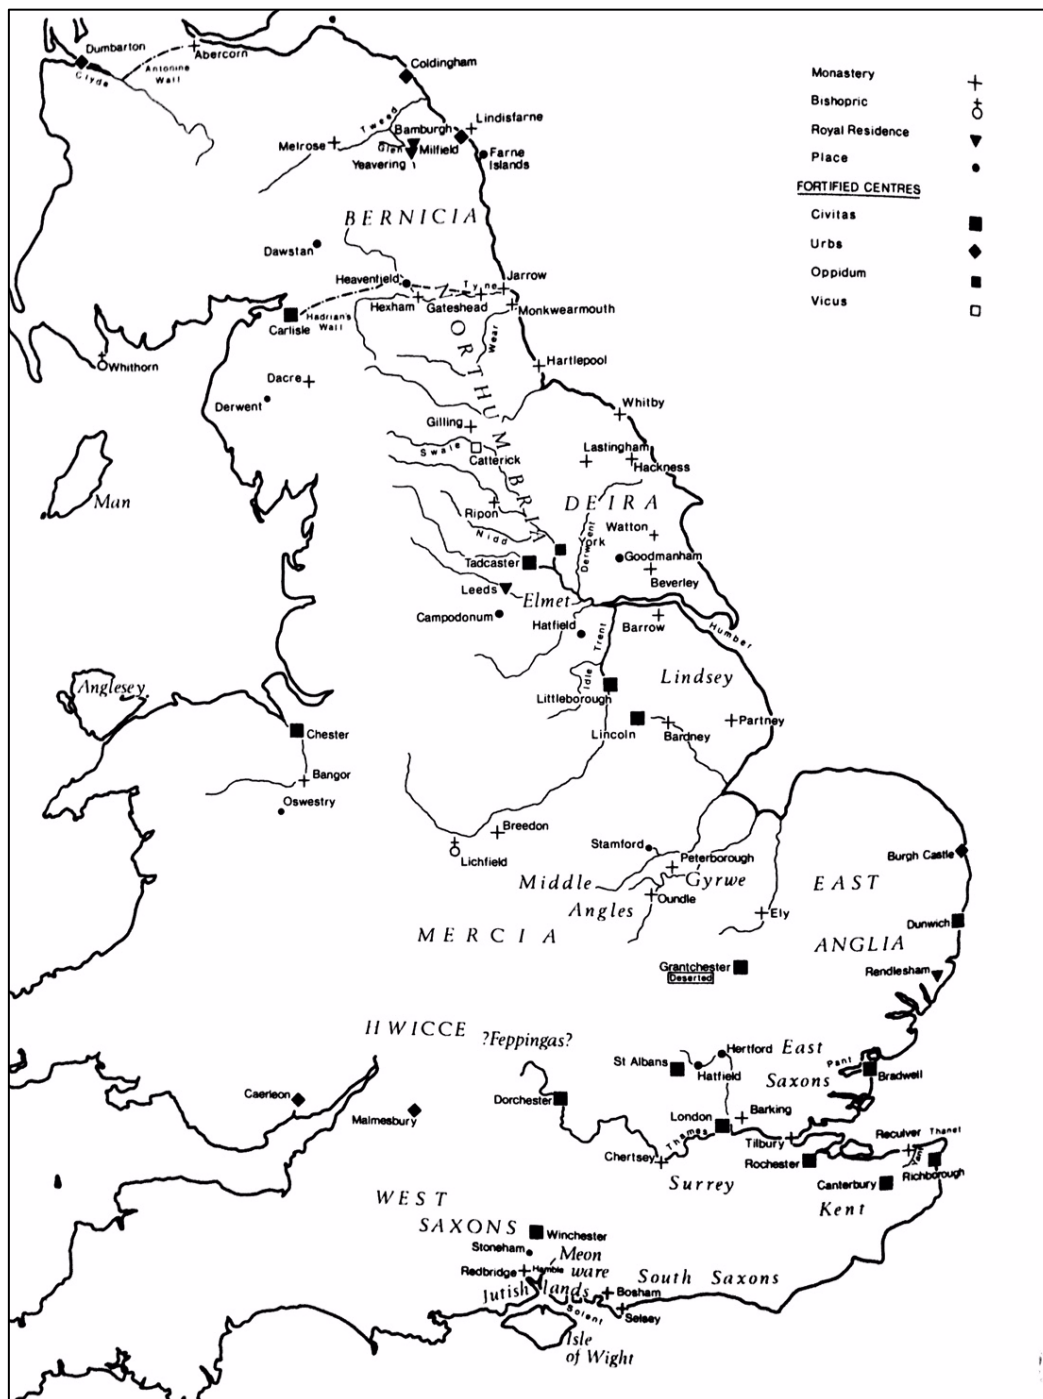 Dumbarton
Abercorn
Antonine
Wall
Clyde
Coldingham
Monastery
Bishopric
Royal Residence
Place
FORTIFIED CENTRES
Civitas
Urbs
Oppidum
Vicus
Tweed
Lindisfarne
Bamburgh
Melrose
Glen
Milfield
Yeavering
Farne
Islands
BERNICIA
Dawstan
Heavenfield
Tyne
Jarrow
Hexham
Gateshead
Monkwearmouth
Hadrian's
Wall
Carlisle
NORTHUMBRIA
Wear
Whithorn
Hartlepool
Dacre
Derwent
Whitby
Gilling
Swale
Catterick
Lastingham
Hackness
Man
DEIRA
Ripon
Nidd
Watton
York
Derwent
Tadcaster
Goodmanham
Beverley
Leeds
Elmet
Campodonum
Hatfield
Trent
Barrow
Humber
Idle
Lindsey
Anglesey
Littleborough
Lincoln
Bardney
Partney
Chester
Bangor
Oswestry
Breedon
Lichfield
Stamford
Peterborough
Burgh Castle
Middle
Angles
Gyrwe
Oundle
EAST
ANGLIA
Ely
Dunwich
MERCIA
Grantchester
Deserted
Rendlesham
HWICCE
?Feppingas?
Hertford
East
Saxons
St Albans
Hatfield
Pant
Bradwell
Caerleon
Malmesbury
Dorchester
London
Barking
Thames
Tilbury
Chertsey
Reculver
Thanet
Rochester
Richborough
Surrey
Canterbury
Kent
WEST
SAXONS
Winchester
Stoneham
Meon
ware
Redbridge
Hamble
Jutish lands
Bosham
South Saxons
Solent
Selsey
Isle
of Wight